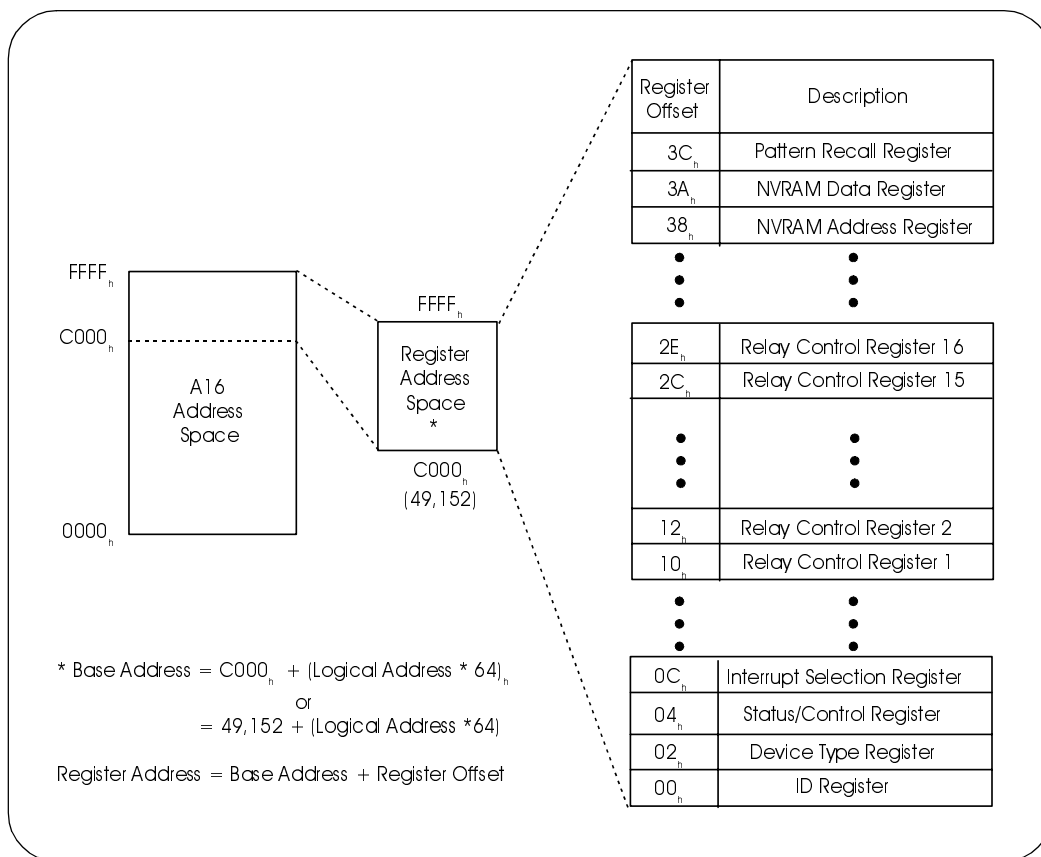 FFFFh
C000h
A16
Address
Space
0000h
FFFFh
Register
Address
Space
*
C000h
(49,152)
Register Offset Description
3Ch Pattern Recall Register
3Ah NVRAM Data Register
38h NVRAM Address Register
2Eh Relay Control Register 16
2Ch Relay Control Register 15
12h Relay Control Register 2
10h Relay Control Register 1
0Ch Interrupt Selection Register
04h Status/Control Register
02h Device Type Register
00h ID Register
* Base Address = C000h + (Logical Address * 64)h
or
= 49,152 + (Logical Address *64)
Register Address = Base Address + Register Offset